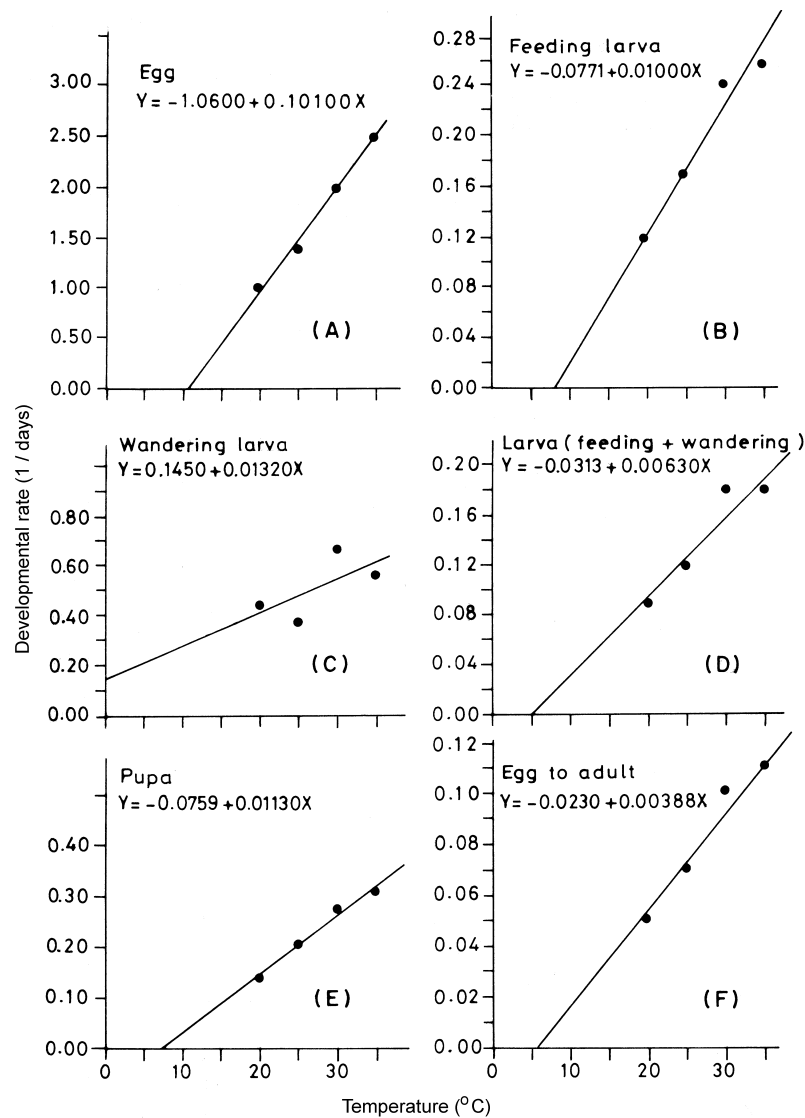 Egg
Y = -1.0600 + 0.10100X
3.00
2.50
2.00
1.50
1.00
0.50
0.00
(A)
Feeding larva
Y = -0.0771+0.01000X
0.28
0.24
0.20
0.16
0.12
0.08
0.04
0.00
(B)
Developmental rate (1 / days)
Wandering larva
Y=0.1450+0.01320X
0.80
0.60
0.40
0.20
0.00
(C)
Larva ( feeding + wandering )
Y = -0.0313 + 0.00630X
0.20
0.16
0.12
0.08
0.04
0.00
(D)
Pupa
Y= -0.0759 +0.01130X
0.40
0.30
0.20
0.10
0.00
(E)
0 10 20 30
Egg to adult
Y= -0.0230 +0.00388X
0.12
0.10
0.08
0.06
0.04
0.02
0.00
(F)
0 10 20 30
Temperature (°C)